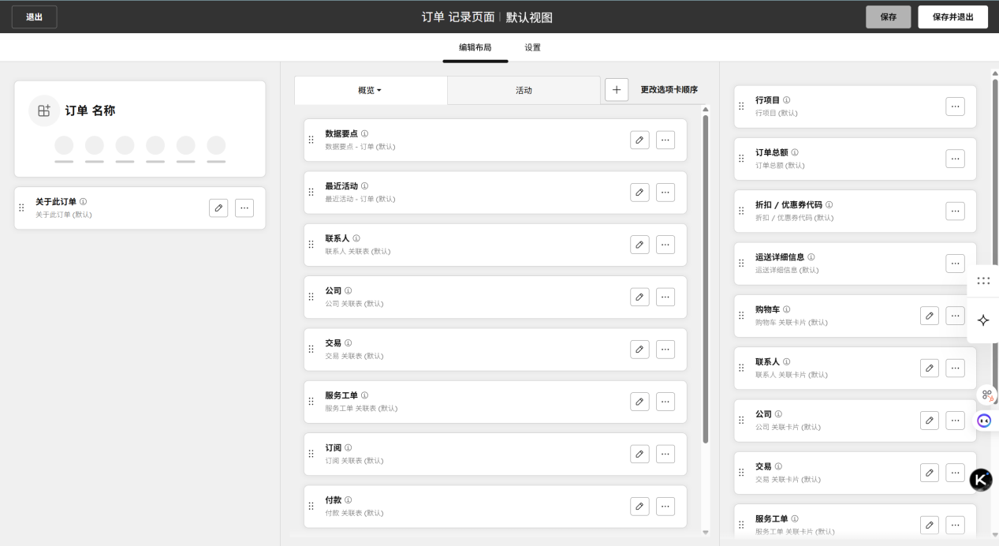 退出
订单 记录页面 | 默认视图
保存
保存并退出
编辑布局
设置
订单 名称
关于此订单
关于此订单 (默认)
概览
活动
更改选项卡顺序
数据要点
数据要点 - 订单 (默认)
最近活动
最近活动 - 订单 (默认)
联系人
联系人 关联表 (默认)
公司
公司 关联表 (默认)
交易
交易 关联表 (默认)
服务工单
服务工单 关联表 (默认)
订阅
订阅 关联表 (默认)
付款
付款 关联表 (默认)
行项目
行项目 (默认)
订单总额
订单总额 (默认)
折扣 / 优惠券代码
折扣 / 优惠券代码 (默认)
运送详细信息
运送详细信息 (默认)
购物车
购物车 关联卡片 (默认)
联系人
联系人 关联卡片 (默认)
公司
公司 关联卡片 (默认)
交易
交易 关联卡片 (默认)
服务工单
服务工单 关联卡片 (默认)
K